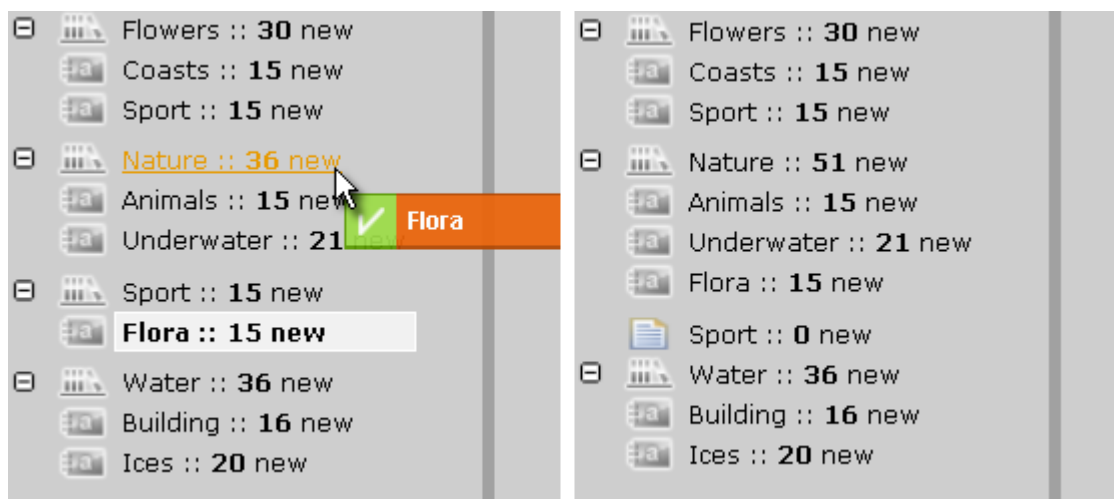 Flowers :: 30 new
Coasts :: 15 new
Sport :: 15 new
Nature :: 36 new
Animals :: 15 new
Flora
Underwater :: 21 new
Sport :: 15 new
Flora :: 15 new
Water :: 36 new
Building :: 16 new
Ices :: 20 new
Flowers :: 30 new
Coasts :: 15 new
Sport :: 15 new
Nature :: 51 new
Animals :: 15 new
Underwater :: 21 new
Flora :: 15 new
Sport :: 0 new
Water :: 36 new
Building :: 16 new
Ices :: 20 new